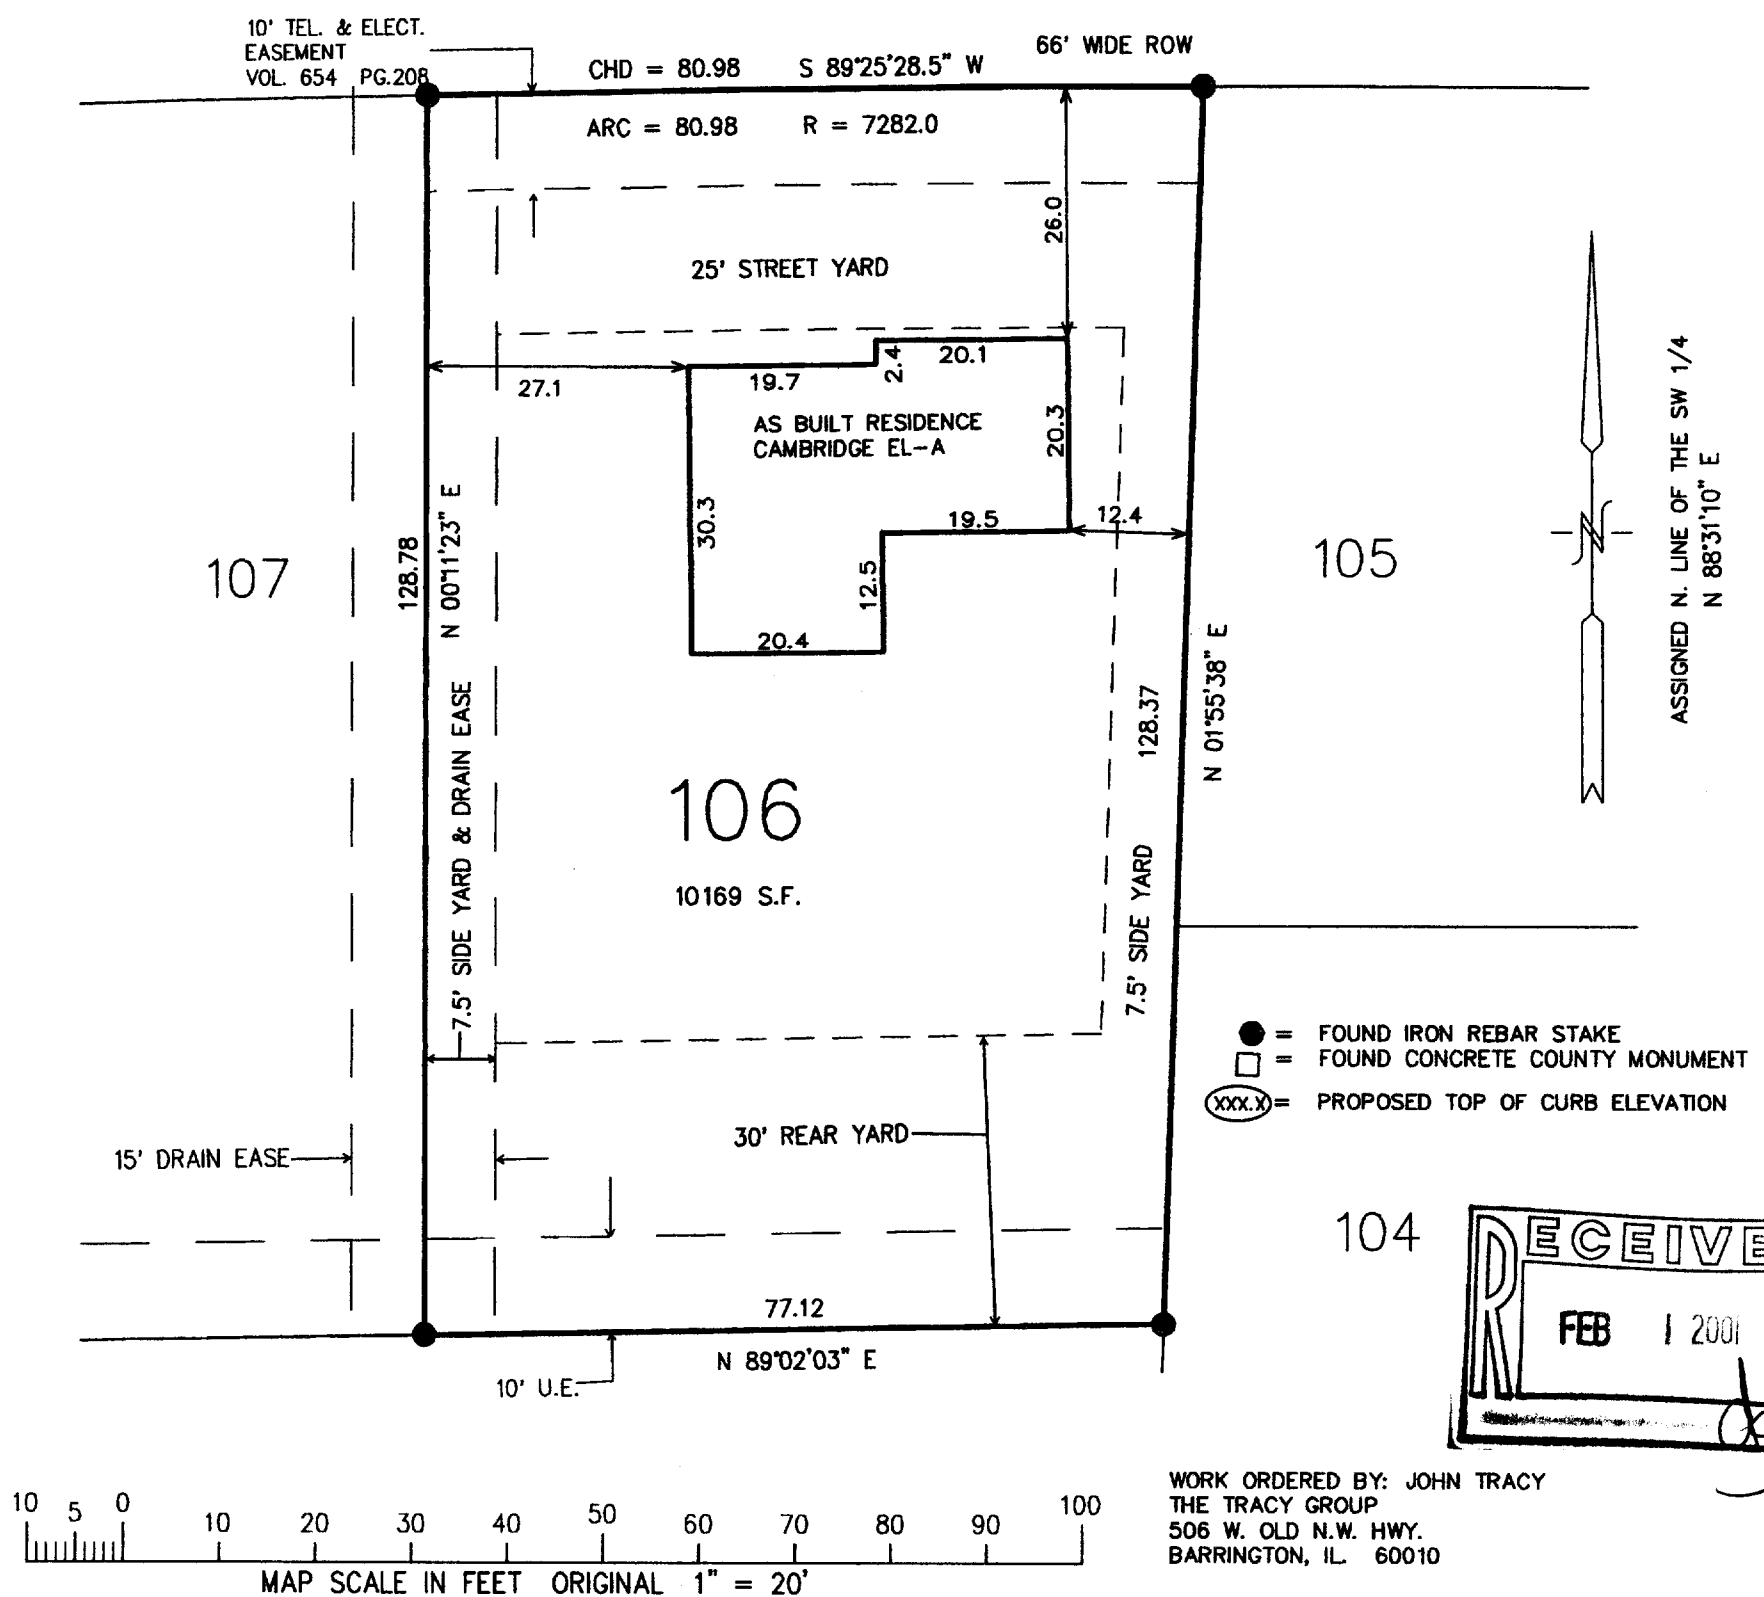 10' TEL. & ELECT.
EASEMENT
VOL. 654 PG.208
CHD = 80.98 S 89°25'28.5" W
66' WIDE ROW
ARC = 80.98 R = 7282.0
26.0
25' STREET YARD
27.1
19.7
2.4
20.1
AS BUILT RESIDENCE
CAMBRIDGE EL-A
20.3
30.3
19.5
12.4
12.5
20.4
107
128.78
N 00°11'23" E
105
N
ASSIGNED N. LINE OF THE SW 1/4
N 88°31'10" E
N 01°55'38" E
128.37
7.5' SIDE YARD
7.5' SIDE YARD & DRAIN EASE
106
10169 S.F.
● = FOUND IRON REBAR STAKE
□ = FOUND CONCRETE COUNTY MONUMENT
XXX.X = PROPOSED TOP OF CURB ELEVATION
15' DRAIN EASE
30' REAR YARD
104
RECEIVE
FEB 1 2001
77.12
N 89°02'03" E
10' U.E.
10 5 0 10 20 30 40 50 60 70 80 90 100
MAP SCALE IN FEET ORIGINAL 1" = 20'
WORK ORDERED BY: JOHN TRACY
THE TRACY GROUP
506 W. OLD N.W. HWY.
BARRINGTON, IL. 60010